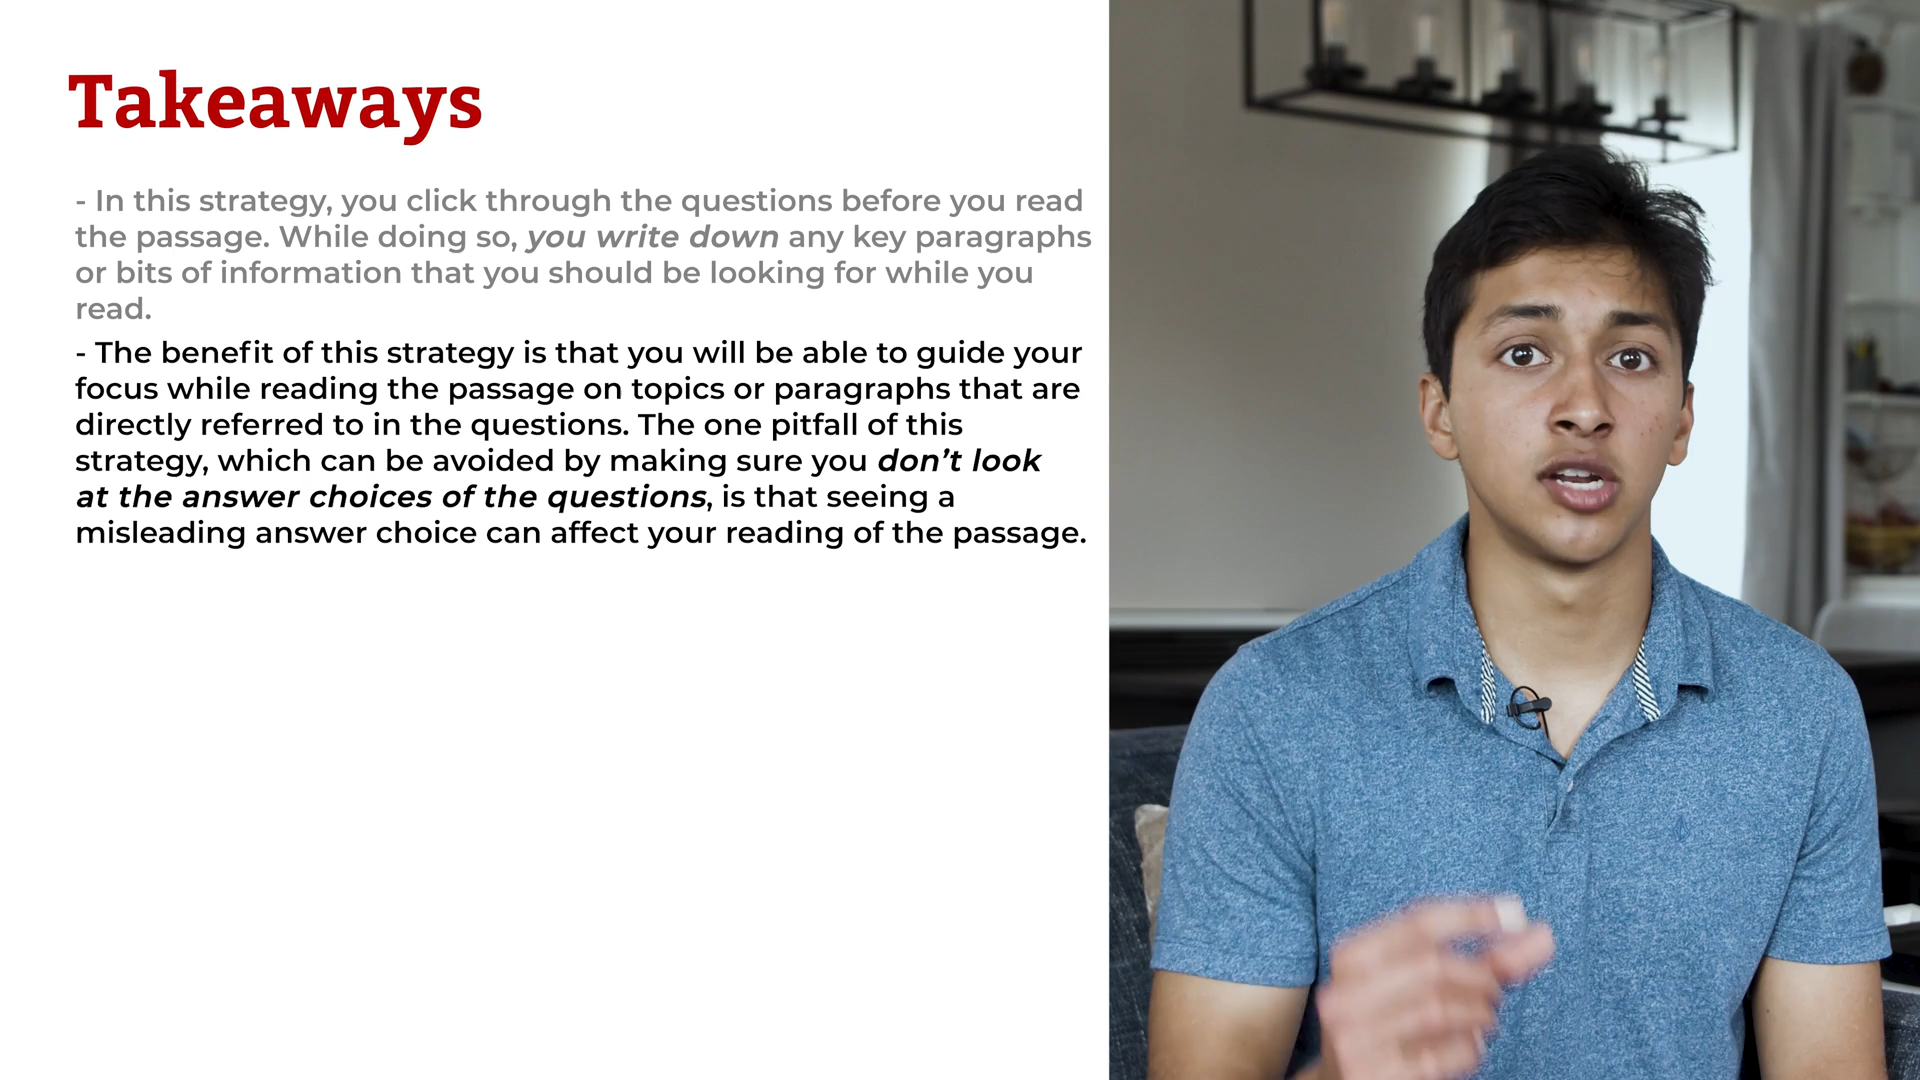 Takeaways
- In this strategy, you click through the questions before you read
the passage. While doing so, you write down any key paragraphs
or bits of information that you should be looking for while you
read.
- The benefit of this strategy is that you will be able to guide your
focus while reading the passage on topics or paragraphs that are
directly referred to in the questions. The one pitfall of this
strategy, which can be avoided by making sure you don’t look
at the answer choices of the questions, is that seeing a
misleading answer choice can affect your reading of the passage.